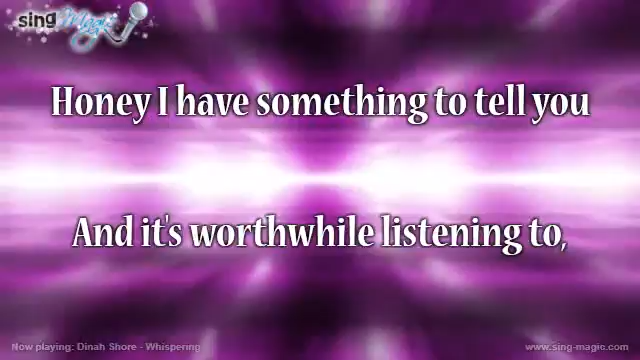 sing Magic
Honey I have something to tell you
And it's worthwhile listening to,
Now playing: Dinah Shore - Whispering
www.sing-magic.com